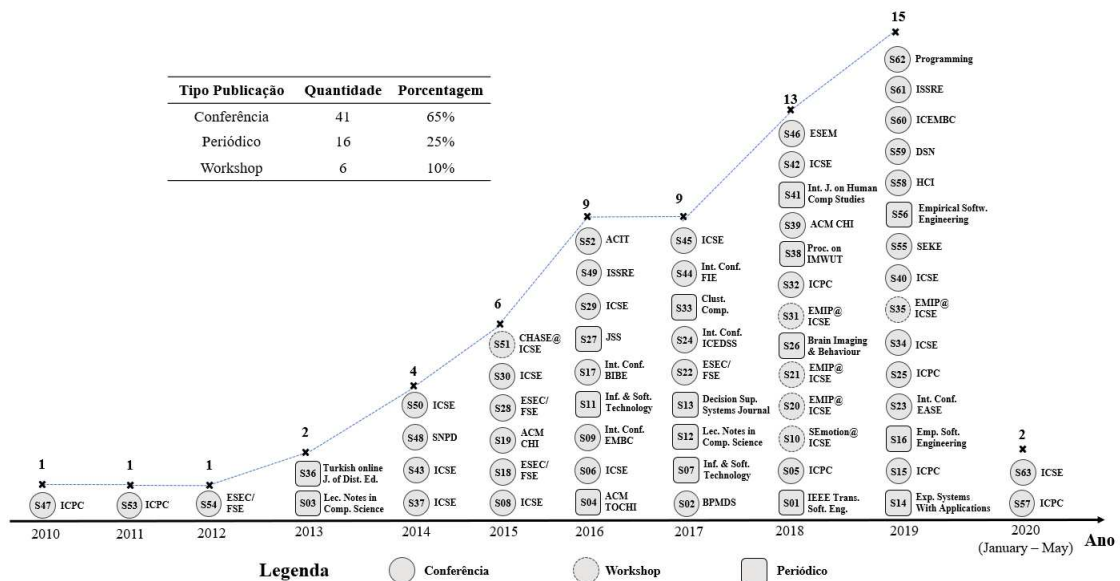 Tipo Publicação Quantidade Porcentagem
Conferência 41 65%
Periódico 16 25%
Workshop 6 10%
1
S47 ICPC
2010
1
S53 ICPC
2011
1
S54 ESEC/
FSE
2012
2
S36 Turkish online
J. of Dist. Ed.
S03 Lec. Notes in
Comp. Science
2013
4
S50 ICSE
S48 SNPD
S43 ICSE
S37 ICSE
2014
6
S51 CHASE@
ICSE
S30 ICSE
S28 ESEC/
FSE
S19 ACM
CHI
S18 ESEC/
FSE
S08 ICSE
2015
9
S52 ACIT
S49 ISSRE
S29 ICSE
S27 JSS
S17 Int. Conf.
BIBE
S11 Inf. & Soft.
Technology
S09 Int. Conf.
EMBC
S06 ICSE
S04 ACM
TOCHI
2016
9
S45 ICSE
S44 Int. Conf.
FIE
S33 Clust.
Comp.
S24 Int. Conf.
ICEDSS
S22 ESEC/
FSE
S13 Decision Sup.
Systems Journal
S12 Lec. Notes in
Comp. Science
S07 Inf. & Soft.
Technology
S02 BPMDS
2017
13
S46 ESEM
S42 ICSE
S41 Int. J. on Human
Comp Studies
S39 ACM CHI
S38 Proc. on
IMWUT
S32 ICPC
S31 EMIP@
ICSE
S26 Brain Imaging
& Behaviour
S21 EMIP@
ICSE
S20 EMIP@
ICSE
S10 SEmotion@
ICSE
S05 ICPC
S01 IEEE Trans.
Soft. Eng.
2018
15
S62 Programming
S61 ISSRE
S60 ICEMBC
S59 DSN
S58 HCI
S56 Empirical Softw.
Engineering
S55 SEKE
S40 ICSE
S35 EMIP@
ICSE
S34 ICSE
S25 ICPC
S23 Int. Conf.
EASE
S16 Emp. Soft.
Engineering
S15 ICPC
S14 Exp. Systems
With Applications
2019
2
S63 ICSE
S57 ICPC
2020
(January – May)
Ano
Legenda Conferência Workshop Periódico